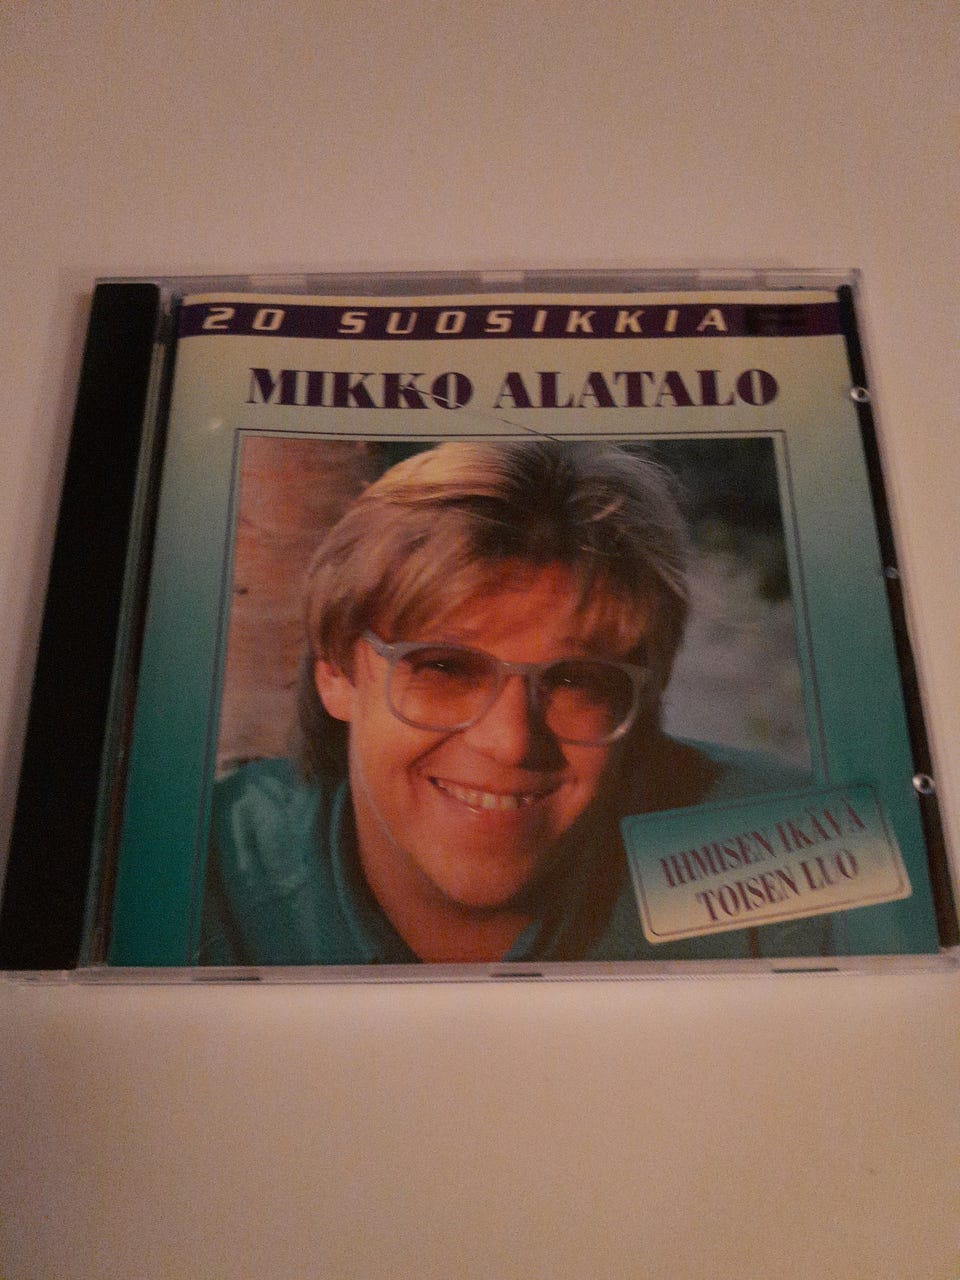 20 SUOSIKKIA
MIKKO ALATALO
IHMISEN IKÄVÄ
TOISEN LUO